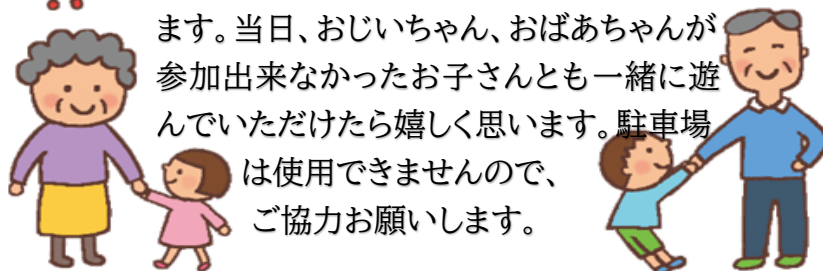 ます。当日、おじいちゃん、おばあちゃんが
参加出来なかったお子さんとも一緒に遊
んでいただけたら嬉しく思います。駐車場
は使用できませんので、
ご協力お願いします。